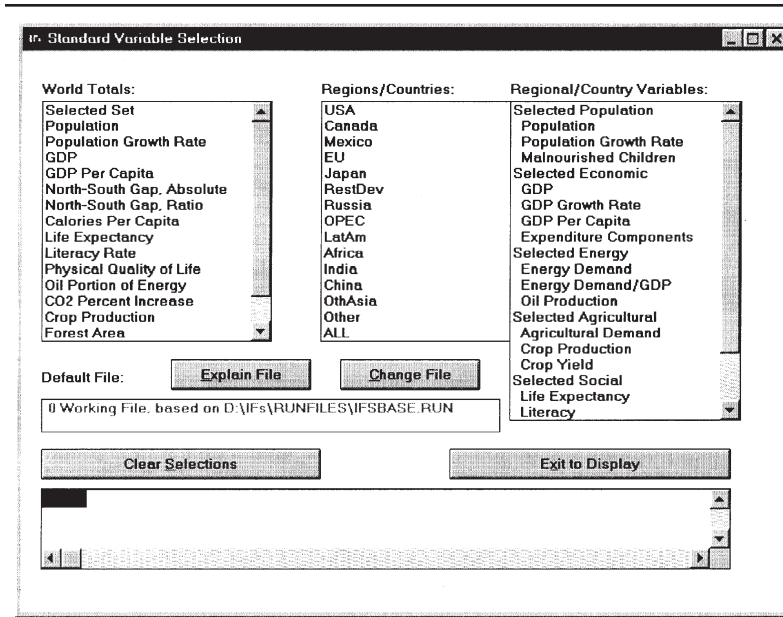 IFs Standard Variable Selection
World Totals:
Selected Set
Population
Population Growth Rate
GDP
GDP Per Capita
North-South Gap, Absolute
North-South Gap, Ratio
Calories Per Capita
Life Expectancy
Literacy Rate
Physical Quality of Life
Oil Portion of Energy
CO2 Percent Increase
Crop Production
Forest Area
Regions/Countries:
USA
Canada
Mexico
EU
Japan
RestDev
Russia
OPEC
LatAm
Africa
India
China
OthAsia
Other
ALL
Regional/Country Variables:
Selected Population
Population
Population Growth Rate
Malnourished Children
Selected Economic
GDP
GDP Growth Rate
GDP Per Capita
Expenditure Components
Selected Energy
Energy Demand
Energy Demand/GDP
Oil Production
Selected Agricultural
Agricultural Demand
Crop Production
Crop Yield
Selected Social
Life Expectancy
Literacy
Default File:
Explain File
Change File
0 Working File, based on D:\IFs\RUNFILES\IFSBASE.RUN
Clear Selections
Exit to Display